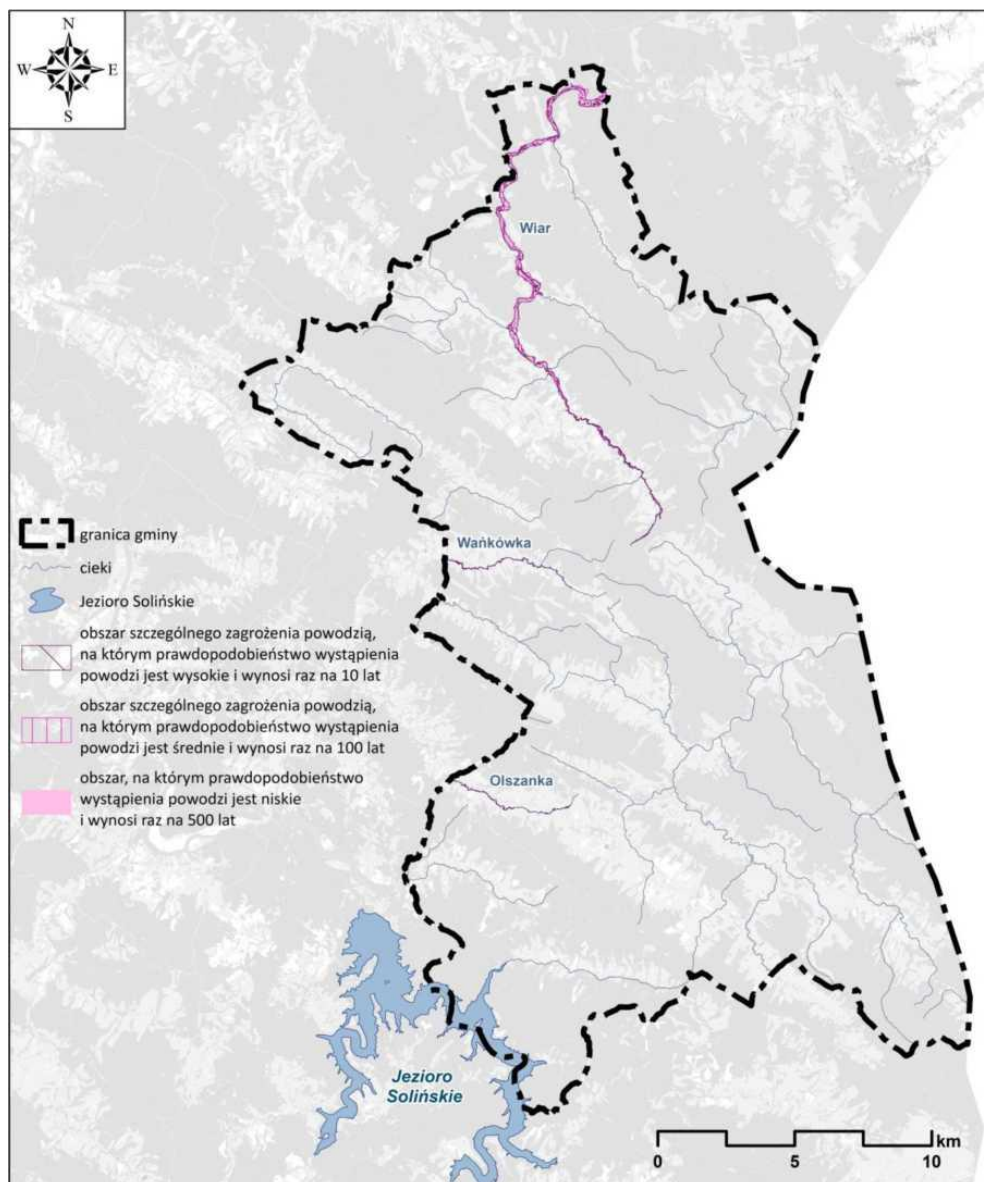 N
W E
S
Wiar
Wańkówka
Olszanka
granica gminy
cieki
Jezioro Solińskie
obszar szczególnego zagrożenia powodzią,
na którym prawdopodobieństwo wystąpienia
powodzi jest wysokie i wynosi raz na 10 lat
obszar szczególnego zagrożenia powodzią,
na którym prawdopodobieństwo wystąpienia
powodzi jest średnie i wynosi raz na 100 lat
obszar, na którym prawdopodobieństwo
wystąpienia powodzi jest niskie
i wynosi raz na 500 lat
Jezioro
Solińskie
km
0 5 10